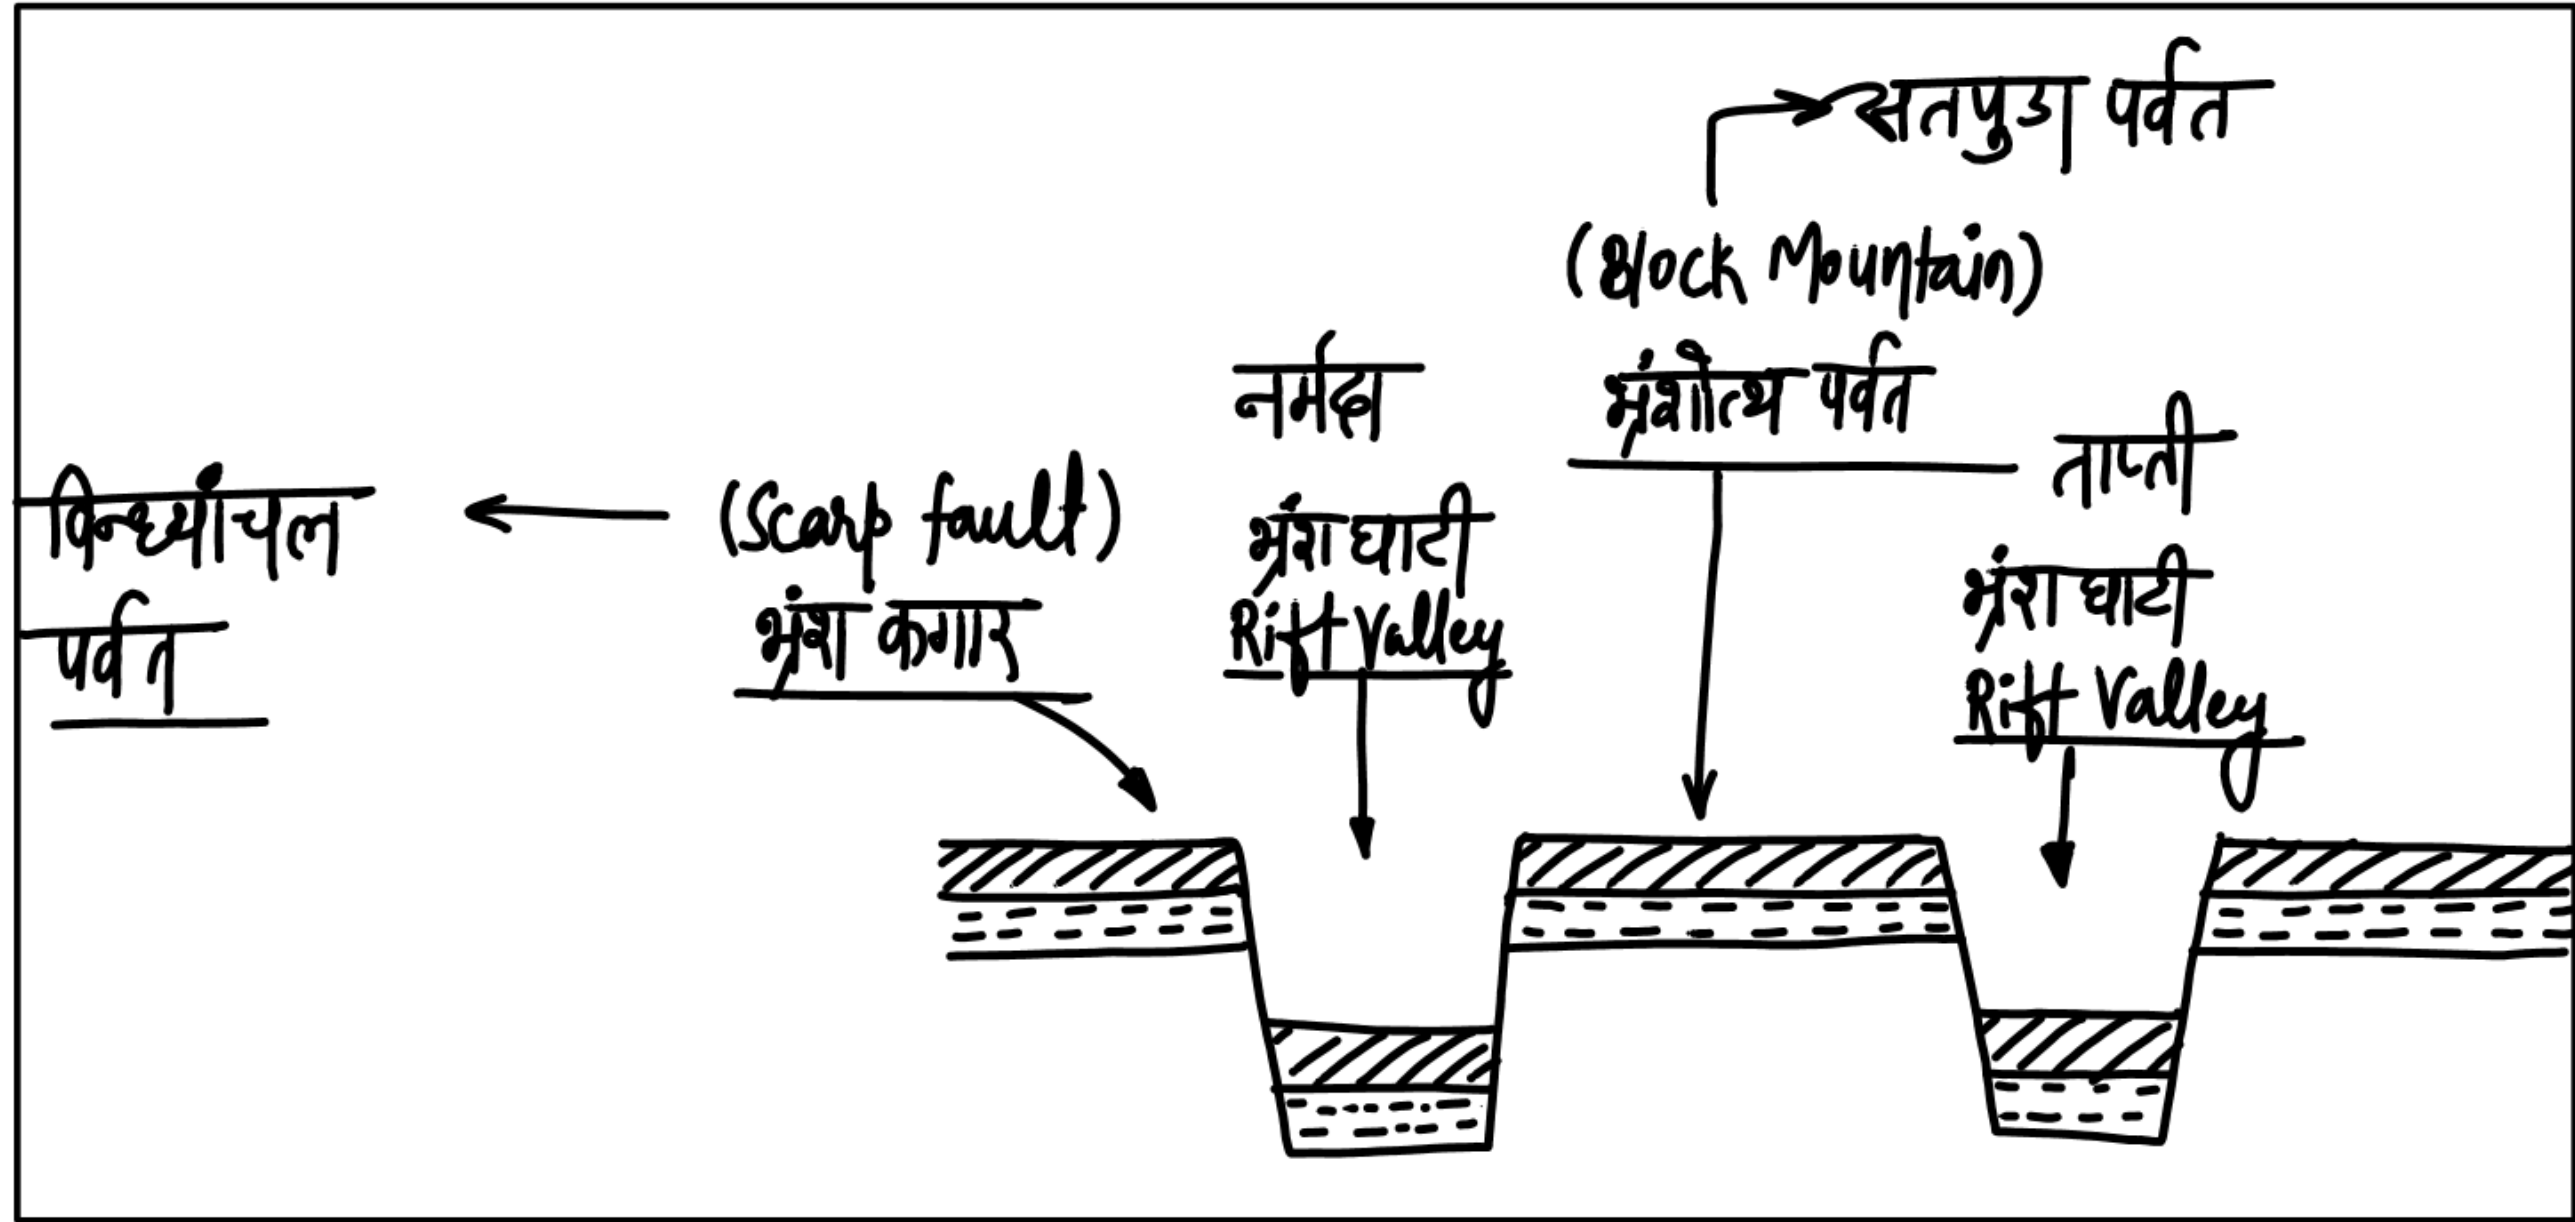 सतपुडा पर्वत
(Block Mountain)
भ्रंशोत्थ पर्वत
नर्मदा
भ्रंश घाटी
Rift Valley
ताप्ती
भ्रंश घाटी
Rift Valley
(Scarp fault)
भ्रंश कगार
विन्ध्यांचल
पर्वत